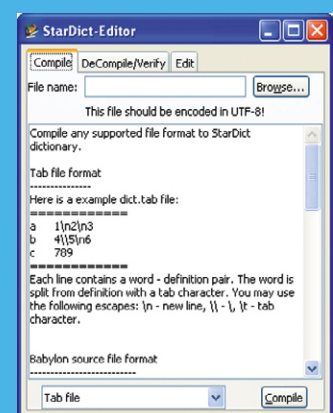 StarDict-Editor
Compile DeCompile/Verify Edit
File name: Browse...
This file should be encoded in UTF-8!
Compile any supported file format to StarDict
dictionary.
Tab file format
---------------
Here is a example dict.tab file:
============
a 1\n2\n3
b 4\\5\n6
c 789
============
Each line contains a word - definition pair. The word is
split from definition with a tab character. You may use
the following escapes: \n - new line, \\ - \, \t - tab
character.
Babylon source file format
--------------------------
Tab file Compile